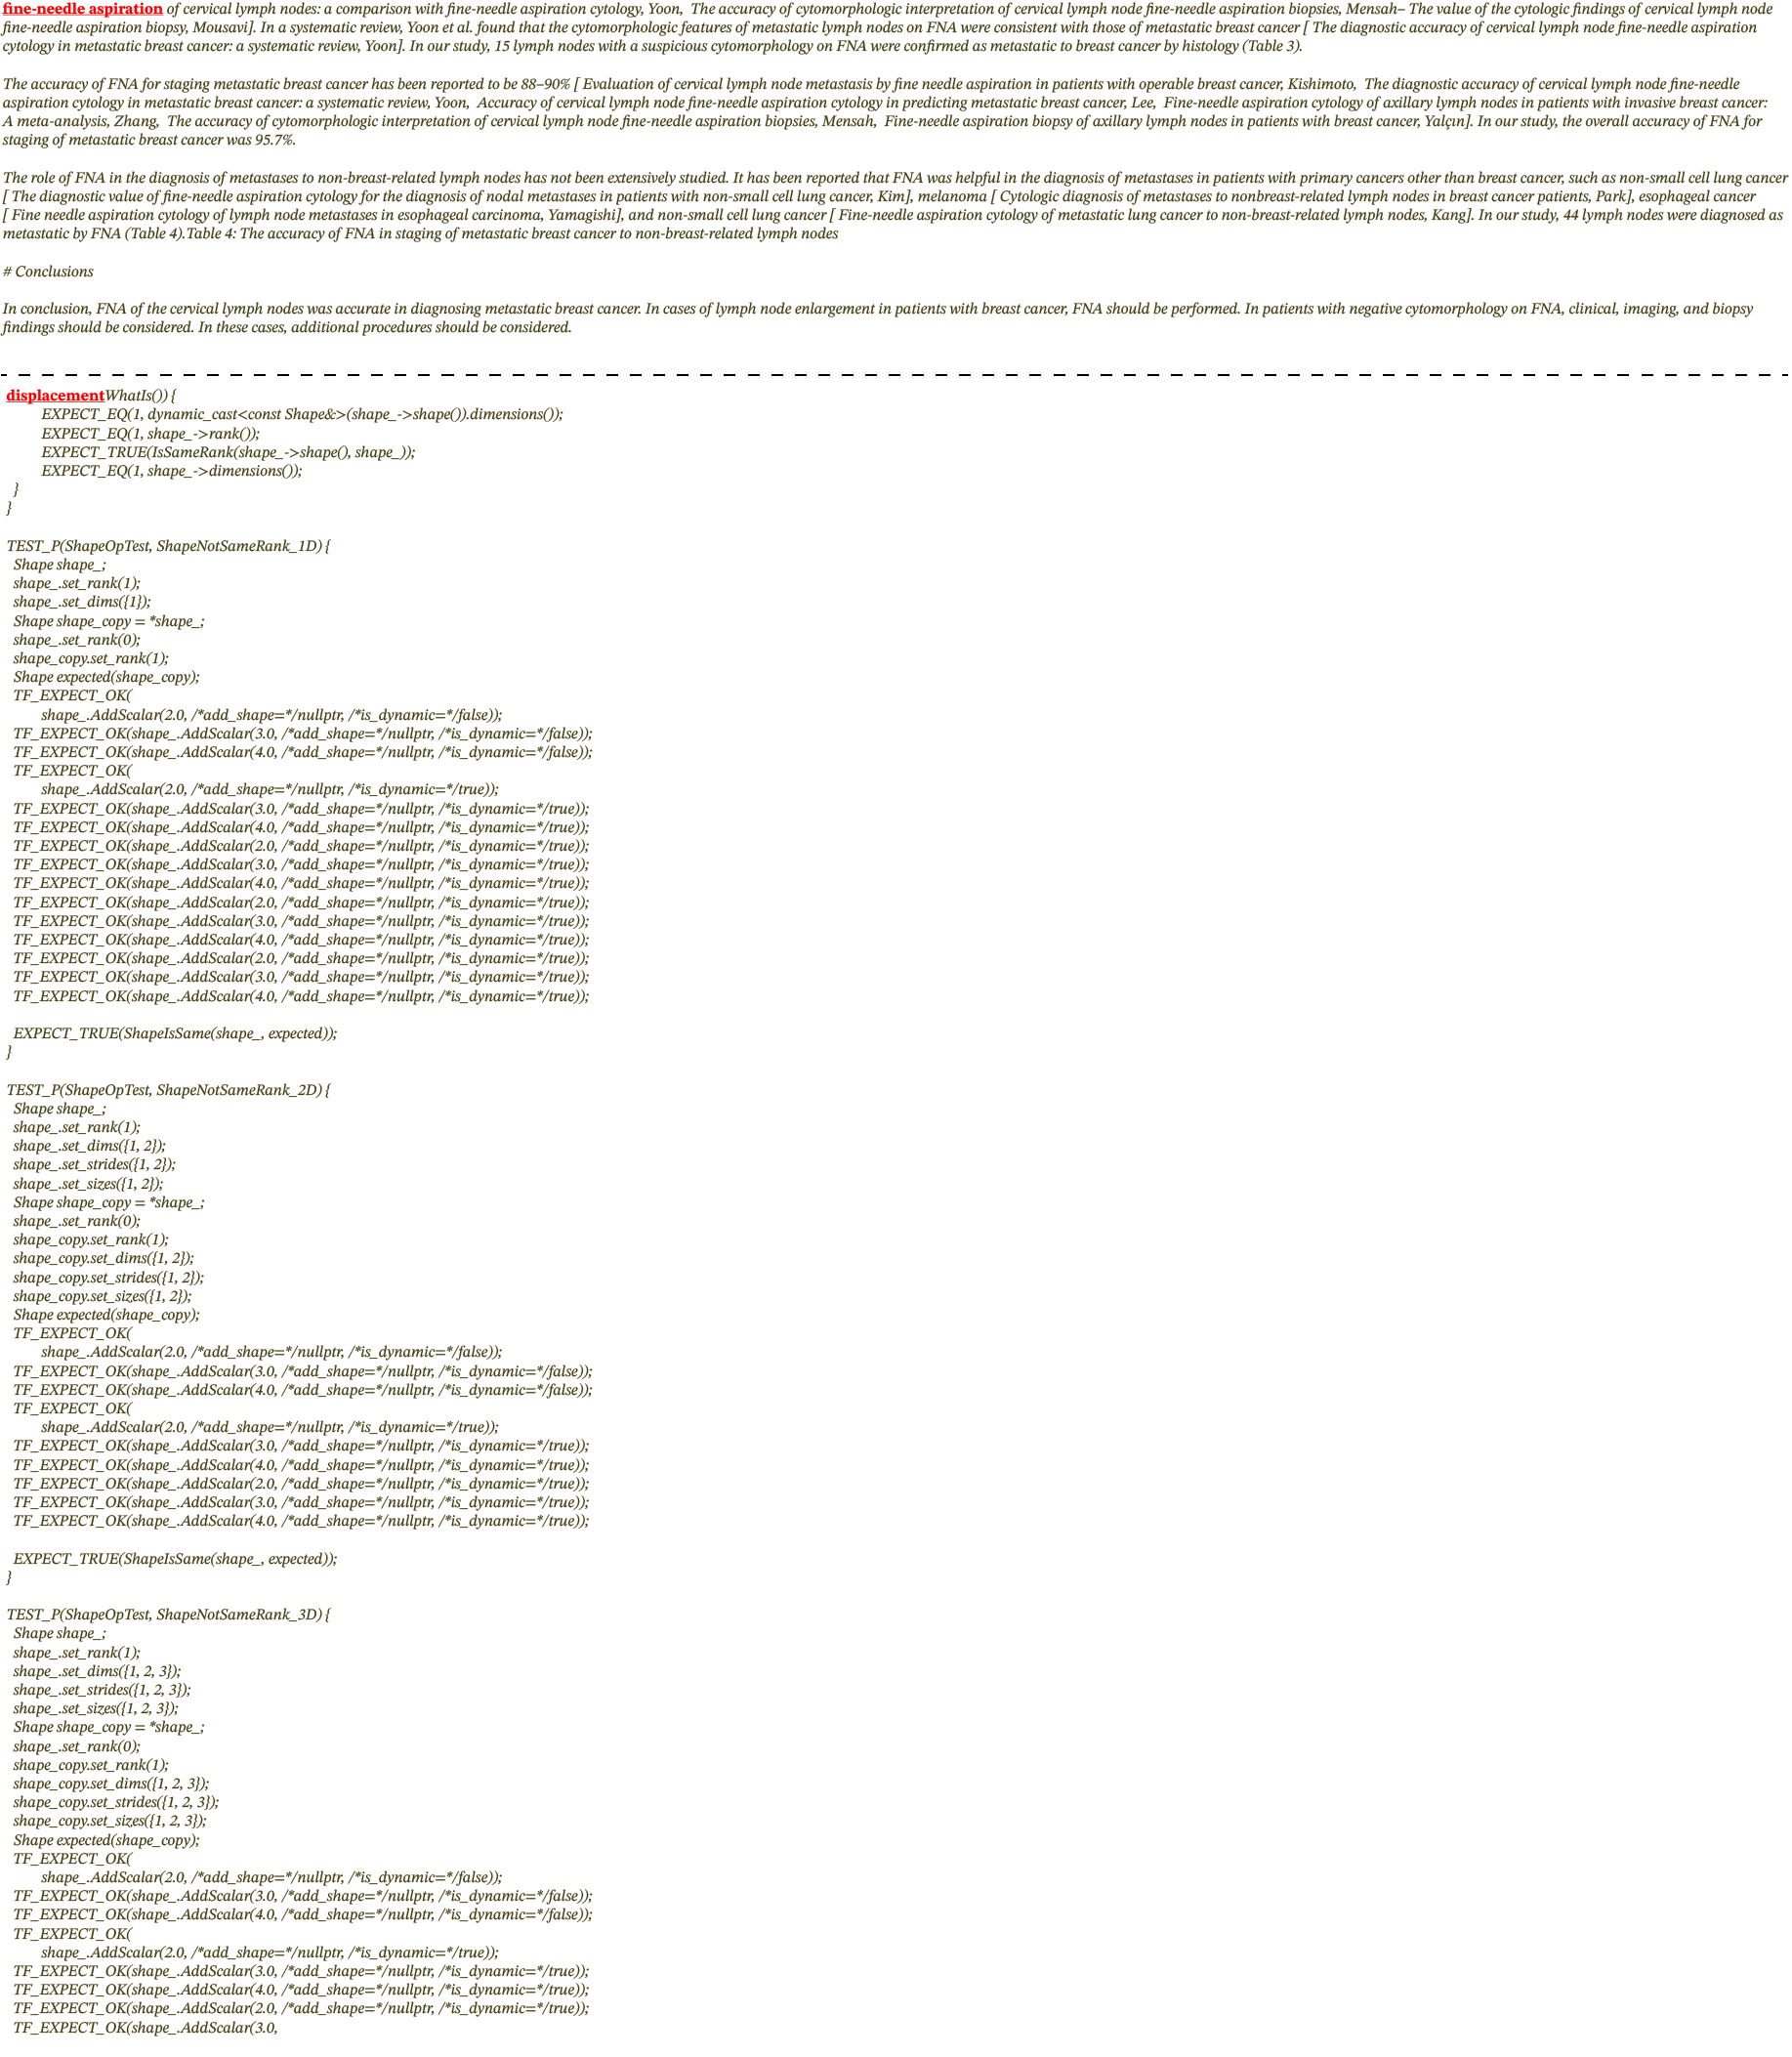 fine-needle aspiration of cervical lymph nodes: a comparison with fine-needle aspiration cytology, Yoon,  The accuracy of cytomorphologic interpretation of cervical lymph node fine-needle aspiration biopsies, Mensah– The value of the cytologic findings of cervical lymph node
fine-needle aspiration biopsy, Mousavi]. In a systematic review, Yoon et al. found that the cytomorphologic features of metastatic lymph nodes on FNA were consistent with those of metastatic breast cancer [ The diagnostic accuracy of cervical lymph node fine-needle aspiration
cytology in metastatic breast cancer: a systematic review, Yoon]. In our study, 15 lymph nodes with a suspicious cytomorphology on FNA were confirmed as metastatic to breast cancer by histology (Table 3).

The accuracy of FNA for staging metastatic breast cancer has been reported to be 88–90% [ Evaluation of cervical lymph node metastasis by fine needle aspiration in patients with operable breast cancer, Kishimoto,  The diagnostic accuracy of cervical lymph node fine-needle
aspiration cytology in metastatic breast cancer: a systematic review, Yoon,  Accuracy of cervical lymph node fine-needle aspiration cytology in predicting metastatic breast cancer, Lee,  Fine-needle aspiration cytology of axillary lymph nodes in patients with invasive breast cancer:
A meta-analysis, Zhang,  The accuracy of cytomorphologic interpretation of cervical lymph node fine-needle aspiration biopsies, Mensah,  Fine-needle aspiration biopsy of axillary lymph nodes in patients with breast cancer, Yalçın]. In our study, the overall accuracy of FNA for
staging of metastatic breast cancer was 95.7%.

The role of FNA in the diagnosis of metastases to non-breast-related lymph nodes has not been extensively studied. It has been reported that FNA was helpful in the diagnosis of metastases in patients with primary cancers other than breast cancer, such as non-small cell lung cancer
[ The diagnostic value of fine-needle aspiration cytology for the diagnosis of nodal metastases in patients with non-small cell lung cancer, Kim], melanoma [ Cytologic diagnosis of metastases to nonbreast-related lymph nodes in breast cancer patients, Park], esophageal cancer
[ Fine needle aspiration cytology of lymph node metastases in esophageal carcinoma, Yamagishi], and non-small cell lung cancer [ Fine-needle aspiration cytology of metastatic lung cancer to non-breast-related lymph nodes, Kang]. In our study, 44 lymph nodes were diagnosed as
metastatic by FNA (Table 4).Table 4: The accuracy of FNA in staging of metastatic breast cancer to non-breast-related lymph nodes

# Conclusions

In conclusion, FNA of the cervical lymph nodes was accurate in diagnosing metastatic breast cancer. In cases of lymph node enlargement in patients with breast cancer, FNA should be performed. In patients with negative cytomorphology on FNA, clinical, imaging, and biopsy
findings should be considered. In these cases, additional procedures should be considered.

displacementWhatIs()) {
EXPECT_EQ(1, dynamic_cast<const Shape&>(shape_->shape()).dimensions());
EXPECT_EQ(1, shape_->rank());
EXPECT_TRUE(IsSameRank(shape_->shape(), shape_));
EXPECT_EQ(1, shape_->dimensions());
}
}

TEST_P(ShapeOpTest, ShapeNotSameRank_1D) {
Shape shape_;
shape_.set_rank(1);
shape_.set_dims({1});
Shape shape_copy = *shape_;
shape_.set_rank(0);
shape_copy.set_rank(1);
Shape expected(shape_copy);
TF_EXPECT_OK(
shape_.AddScalar(2.0, /*add_shape=*/nullptr, /*is_dynamic=*/false));
TF_EXPECT_OK(shape_.AddScalar(3.0, /*add_shape=*/nullptr, /*is_dynamic=*/false));
TF_EXPECT_OK(shape_.AddScalar(4.0, /*add_shape=*/nullptr, /*is_dynamic=*/false));
TF_EXPECT_OK(
shape_.AddScalar(2.0, /*add_shape=*/nullptr, /*is_dynamic=*/true));
TF_EXPECT_OK(shape_.AddScalar(3.0, /*add_shape=*/nullptr, /*is_dynamic=*/true));
TF_EXPECT_OK(shape_.AddScalar(4.0, /*add_shape=*/nullptr, /*is_dynamic=*/true));
TF_EXPECT_OK(shape_.AddScalar(2.0, /*add_shape=*/nullptr, /*is_dynamic=*/true));
TF_EXPECT_OK(shape_.AddScalar(3.0, /*add_shape=*/nullptr, /*is_dynamic=*/true));
TF_EXPECT_OK(shape_.AddScalar(4.0, /*add_shape=*/nullptr, /*is_dynamic=*/true));
TF_EXPECT_OK(shape_.AddScalar(2.0, /*add_shape=*/nullptr, /*is_dynamic=*/true));
TF_EXPECT_OK(shape_.AddScalar(3.0, /*add_shape=*/nullptr, /*is_dynamic=*/true));
TF_EXPECT_OK(shape_.AddScalar(4.0, /*add_shape=*/nullptr, /*is_dynamic=*/true));
TF_EXPECT_OK(shape_.AddScalar(2.0, /*add_shape=*/nullptr, /*is_dynamic=*/true));
TF_EXPECT_OK(shape_.AddScalar(3.0, /*add_shape=*/nullptr, /*is_dynamic=*/true));
TF_EXPECT_OK(shape_.AddScalar(4.0, /*add_shape=*/nullptr, /*is_dynamic=*/true));

EXPECT_TRUE(ShapeIsSame(shape_, expected));
}

TEST_P(ShapeOpTest, ShapeNotSameRank_2D) {
Shape shape_;
shape_.set_rank(1);
shape_.set_dims({1, 2});
shape_.set_strides({1, 2});
shape_.set_sizes({1, 2});
Shape shape_copy = *shape_;
shape_.set_rank(0);
shape_copy.set_rank(1);
shape_copy.set_dims({1, 2});
shape_copy.set_strides({1, 2});
shape_copy.set_sizes({1, 2});
Shape expected(shape_copy);
TF_EXPECT_OK(
shape_.AddScalar(2.0, /*add_shape=*/nullptr, /*is_dynamic=*/false));
TF_EXPECT_OK(shape_.AddScalar(3.0, /*add_shape=*/nullptr, /*is_dynamic=*/false));
TF_EXPECT_OK(shape_.AddScalar(4.0, /*add_shape=*/nullptr, /*is_dynamic=*/false));
TF_EXPECT_OK(
shape_.AddScalar(2.0, /*add_shape=*/nullptr, /*is_dynamic=*/true));
TF_EXPECT_OK(shape_.AddScalar(3.0, /*add_shape=*/nullptr, /*is_dynamic=*/true));
TF_EXPECT_OK(shape_.AddScalar(4.0, /*add_shape=*/nullptr, /*is_dynamic=*/true));
TF_EXPECT_OK(shape_.AddScalar(2.0, /*add_shape=*/nullptr, /*is_dynamic=*/true));
TF_EXPECT_OK(shape_.AddScalar(3.0, /*add_shape=*/nullptr, /*is_dynamic=*/true));
TF_EXPECT_OK(shape_.AddScalar(4.0, /*add_shape=*/nullptr, /*is_dynamic=*/true));

EXPECT_TRUE(ShapeIsSame(shape_, expected));
}

TEST_P(ShapeOpTest, ShapeNotSameRank_3D) {
Shape shape_;
shape_.set_rank(1);
shape_.set_dims({1, 2, 3});
shape_.set_strides({1, 2, 3});
shape_.set_sizes({1, 2, 3});
Shape shape_copy = *shape_;
shape_.set_rank(0);
shape_copy.set_rank(1);
shape_copy.set_dims({1, 2, 3});
shape_copy.set_strides({1, 2, 3});
shape_copy.set_sizes({1, 2, 3});
Shape expected(shape_copy);
TF_EXPECT_OK(
shape_.AddScalar(2.0, /*add_shape=*/nullptr, /*is_dynamic=*/false));
TF_EXPECT_OK(shape_.AddScalar(3.0, /*add_shape=*/nullptr, /*is_dynamic=*/false));
TF_EXPECT_OK(shape_.AddScalar(4.0, /*add_shape=*/nullptr, /*is_dynamic=*/false));
TF_EXPECT_OK(
shape_.AddScalar(2.0, /*add_shape=*/nullptr, /*is_dynamic=*/true));
TF_EXPECT_OK(shape_.AddScalar(3.0, /*add_shape=*/nullptr, /*is_dynamic=*/true));
TF_EXPECT_OK(shape_.AddScalar(4.0, /*add_shape=*/nullptr, /*is_dynamic=*/true));
TF_EXPECT_OK(shape_.AddScalar(2.0, /*add_shape=*/nullptr, /*is_dynamic=*/true));
TF_EXPECT_OK(shape_.AddScalar(3.0,